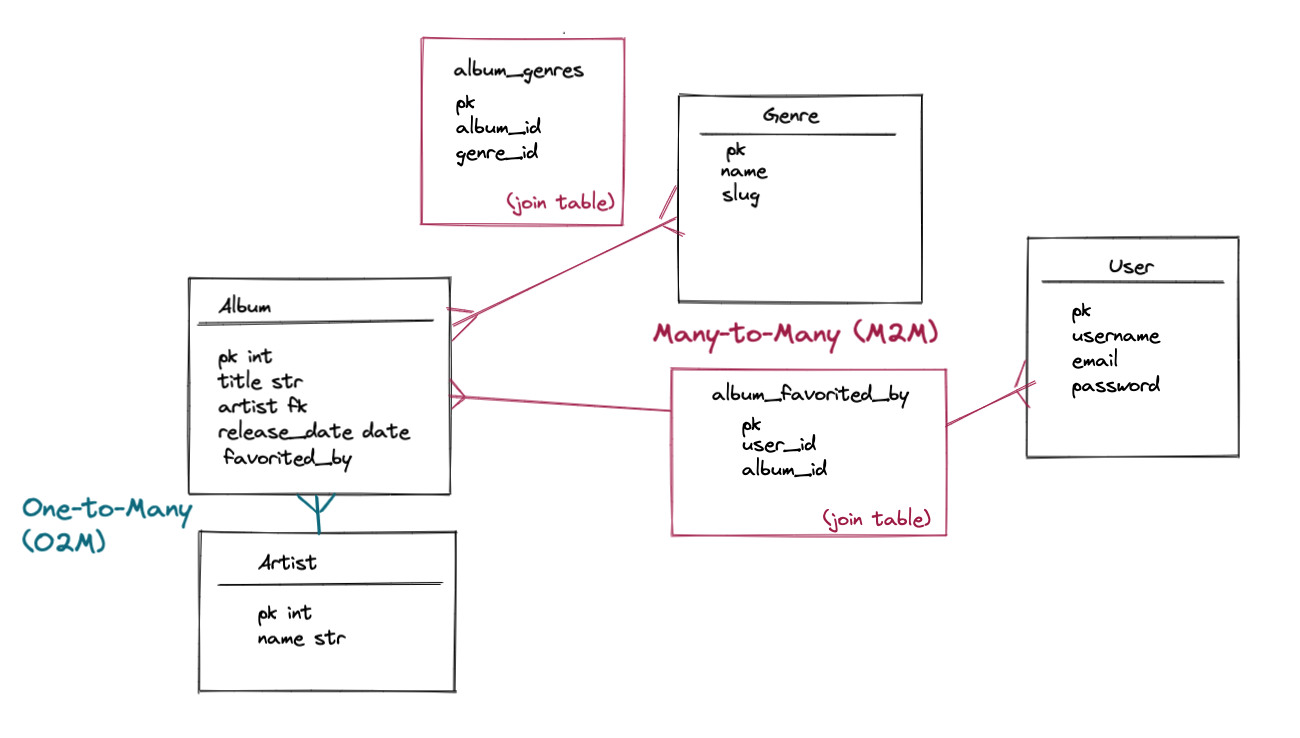 album_genres
pk
album_id
genre_id
(join table)
Genre
pk
name
slug
User
pk
username
email
password
Album
pk int
title str
artist fk
release_date date
favorited_by
Many-to-Many (M2M)
album_favorited_by
pk
user_id
album_id
(join table)
One-to-Many
(O2M)
Artist
pk int
name str